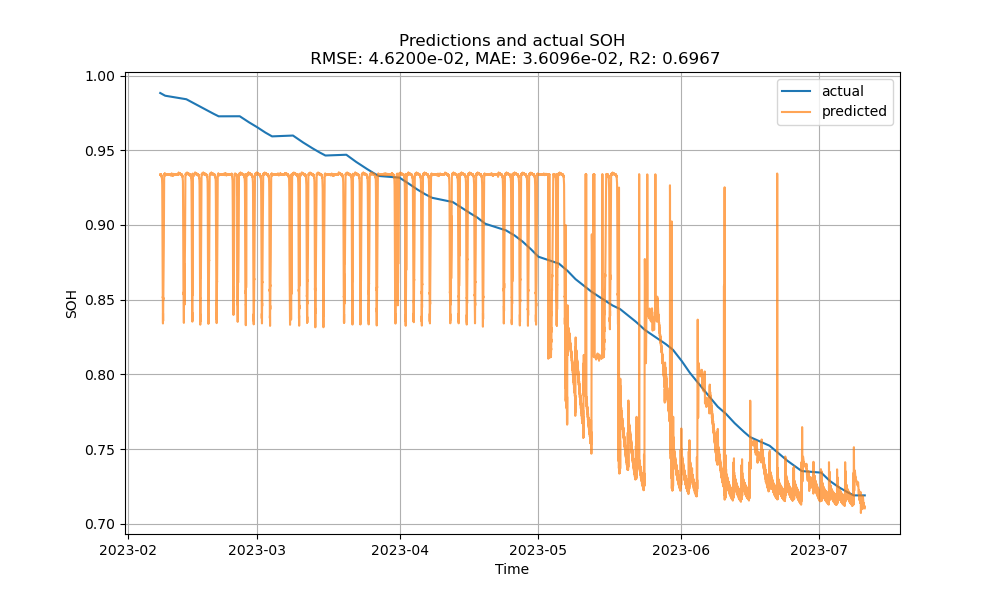 Predictions and actual SOH
RMSE: 4.6200e-02, MAE: 3.6096e-02, R2: 0.6967
actual
predicted
1.00
0.95
0.90
0.85
0.80
0.75
0.70
SOH
2023-02
2023-03
2023-04
2023-05
2023-06
2023-07
Time